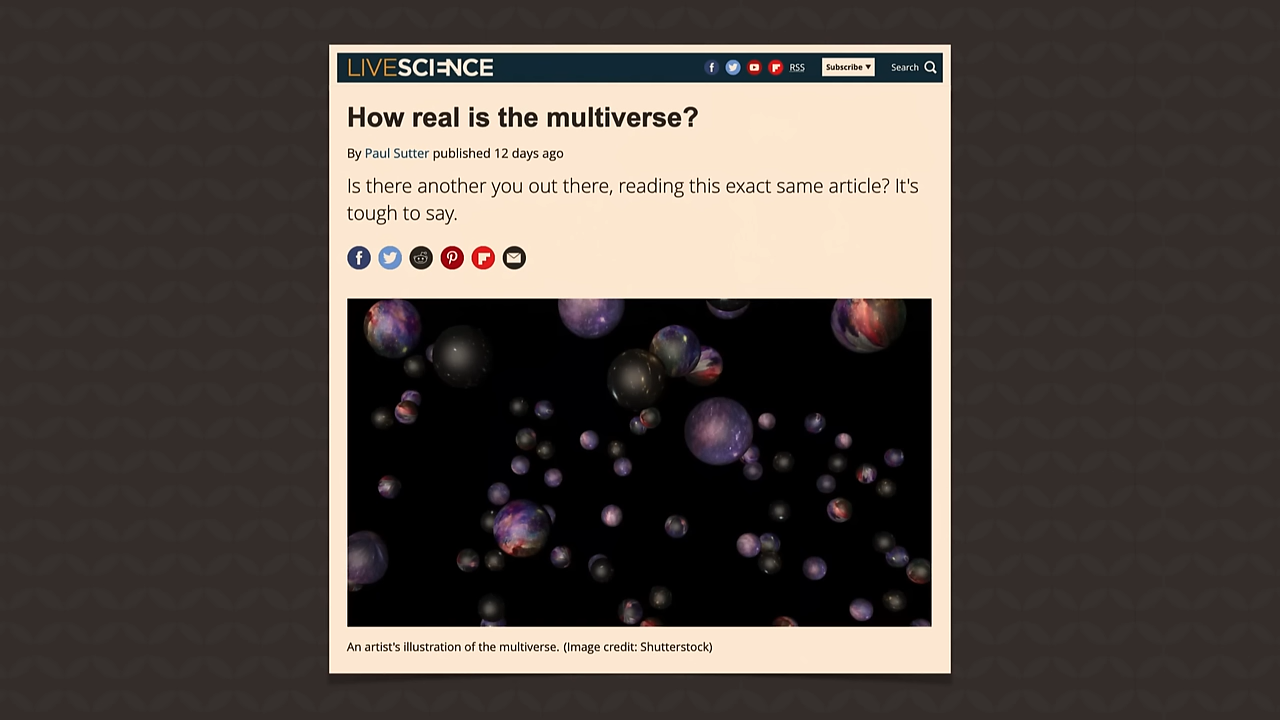 LIVESCIENCE
RSS
Subscribe ▼
Search
How real is the multiverse?
By Paul Sutter published 12 days ago
Is there another you out there, reading this exact same article? It's
tough to say.
An artist's illustration of the multiverse. (Image credit: Shutterstock)